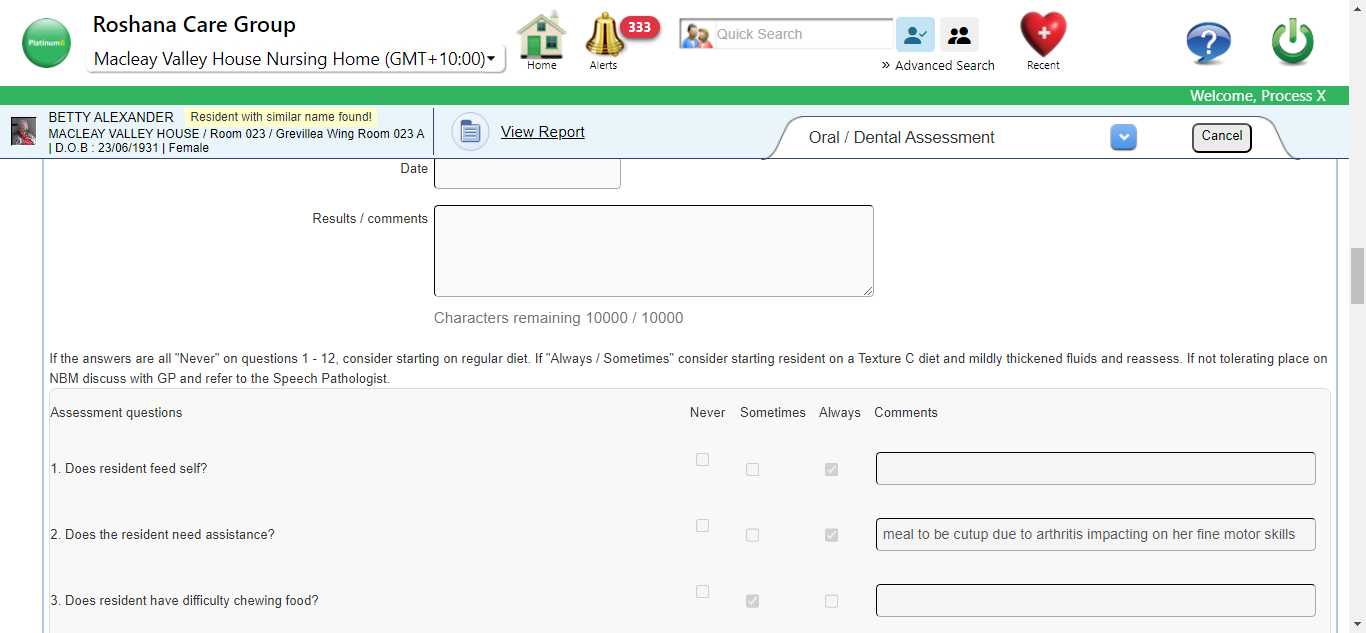 Platinum6
Roshana Care Group
Macleay Valley House Nursing Home (GMT+10:00)
Home
Alerts
333
Quick Search
» Advanced Search
Recent
?
Welcome, Process X
BETTY ALEXANDER Resident with similar name found!
MACLEAY VALLEY HOUSE / Room 023 / Grevillea Wing Room 023 A
| D.O.B : 23/06/1931 | Female
View Report
Oral / Dental Assessment
Cancel
Date
Results / comments
Characters remaining 10000 / 10000
If the answers are all "Never" on questions 1 - 12, consider starting on regular diet. If "Always / Sometimes" consider starting resident on a Texture C diet and mildly thickened fluids and reassess. If not tolerating place on
NBM discuss with GP and refer to the Speech Pathologist.
Assessment questions Never Sometimes Always Comments
1. Does resident feed self?
2. Does the resident need assistance? meal to be cutup due to arthritis impacting on her fine motor skills
3. Does resident have difficulty chewing food?